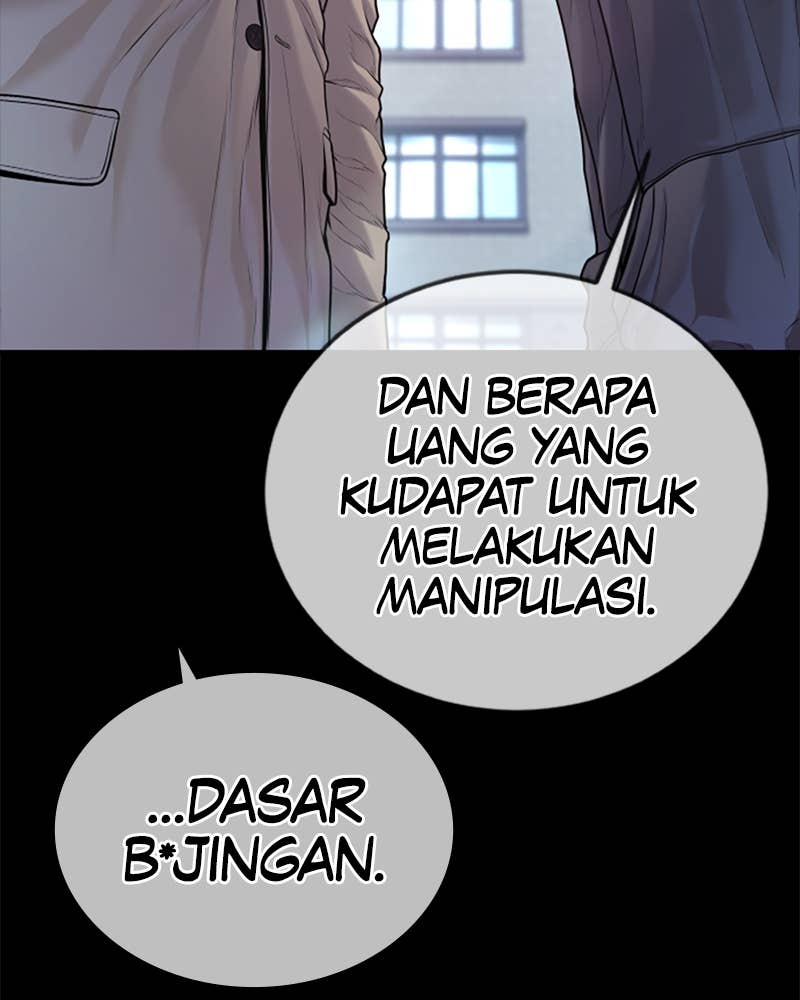 DAN BERAPA
UANG YANG
KUDAPAT UNTUK
MELAKUKAN
MANIPULASI.
...DASAR
B*JINGAN.